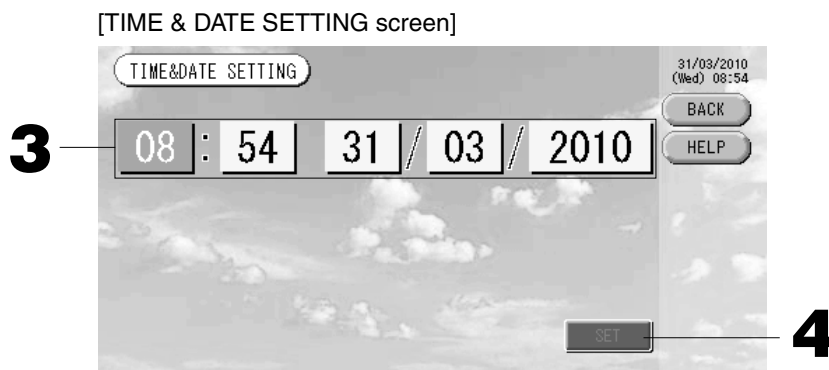 [TIME & DATE SETTING screen]
TIME&DATE SETTING
31/03/2010
(Wed) 08:54
BACK
HELP
3
08 : 54 31 / 03 / 2010
SET
4